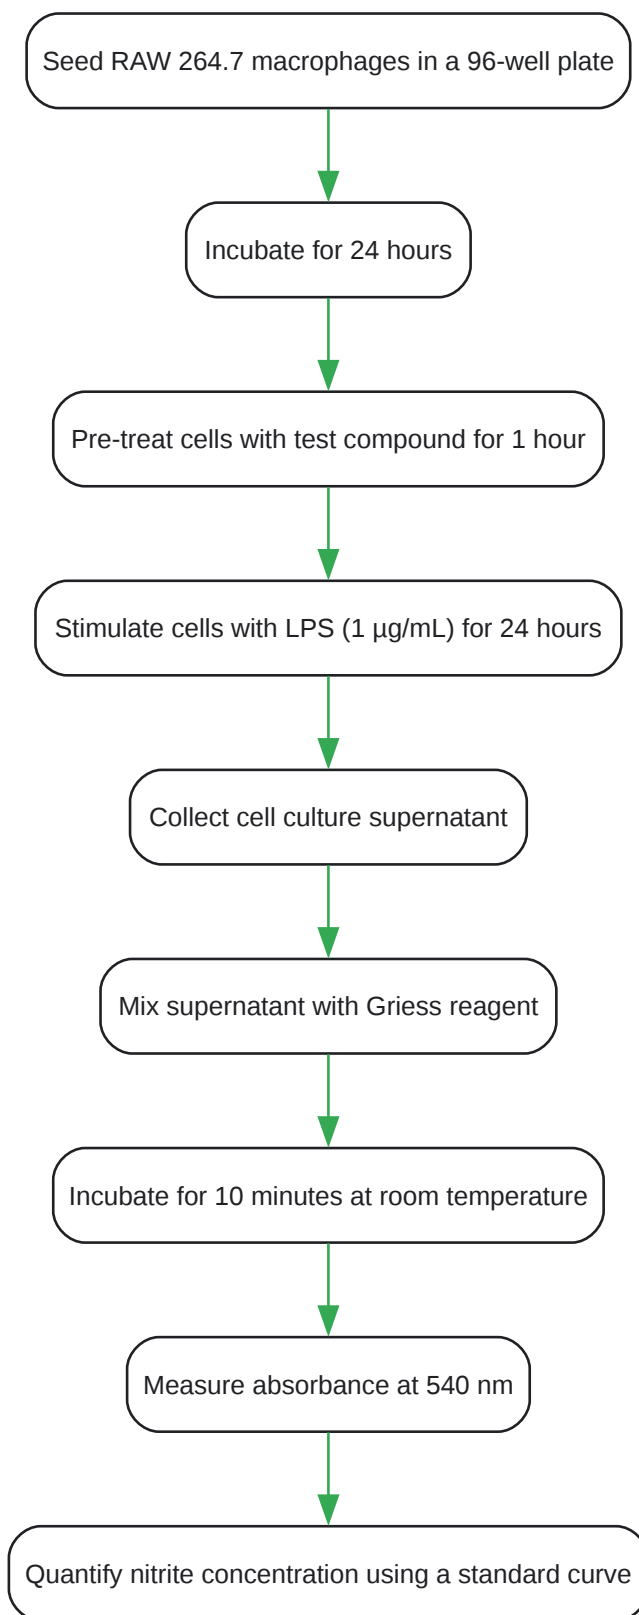 Seed RAW 264.7 macrophages in a 96-well plate
Incubate for 24 hours
Pre-treat cells with test compound for 1 hour
Stimulate cells with LPS (1 µg/mL) for 24 hours
Collect cell culture supernatant
Mix supernatant with Griess reagent
Incubate for 10 minutes at room temperature
Measure absorbance at 540 nm
Quantify nitrite concentration using a standard curve